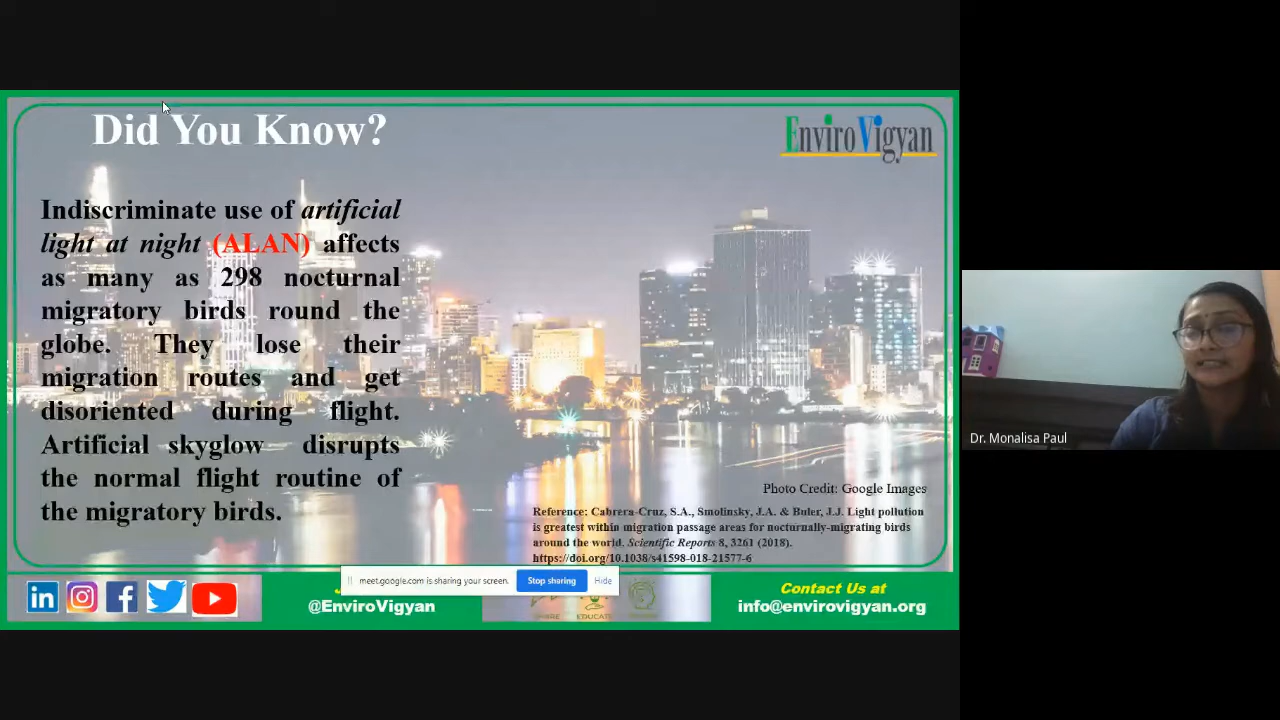 Did You Know?
EnviroVigyan
Indiscriminate use of artificial
light at night (ALAN) affects
as many as 298 nocturnal
migratory birds round the
globe. They lose their
migration routes and get
disoriented during flight.
Artificial skyglow disrupts
the normal flight routine of
the migratory birds.
Photo Credit: Google Images
Reference: Cabrera-Cruz, S.A., Smolinsky, J.A. & Buler, J.J. Light pollution
is greatest within migration passage areas for nocturnally-migrating birds
around the world. Scientific Reports 8, 3261 (2018).
https://doi.org/10.1038/s41598-018-21577-6
meet.google.com is sharing your screen.
Stop sharing
Hide
in
@EnviroVigyan
EDUCATE
Contact Us at
info@envirovigyan.org
Dr. Monalisa Paul